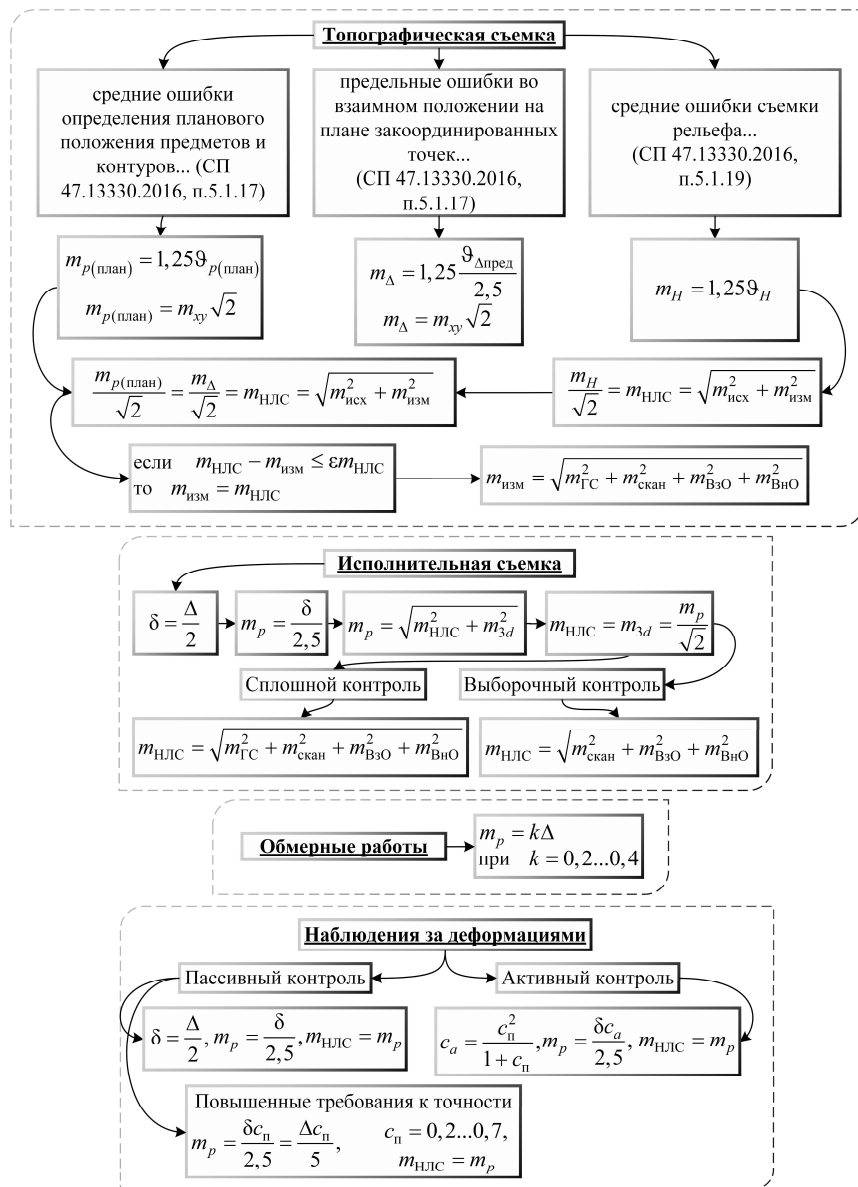 Топографическая съемка
средние ошибки
определения планового
положения предметов и
контуров... (СП
47.13330.2016, п.5.1.17)
предельные ошибки во
взаимном положении на
плане закоординированных
точек...
(СП 47.13330.2016,
п.5.1.17)
средние ошибки съемки
рельефа...
(СП 47.13330.2016,
п.5.1.19)
m_p(план) = 1,25ϑ_p(план)
m_p(план) = m_xy√2
m_Δ = 1,25 ϑ_Δпред/2,5
m_Δ = m_xy√2
m_H = 1,25ϑ_H
m_p(план)/√2 = m_Δ/√2 = m_НЛС = √(m²_исх + m²_изм)
m_H/√2 = m_НЛС = √(m²_исх + m²_изм)
если m_НЛС − m_изм ≤ εm_НЛС
то m_изм = m_НЛС
m_изм = √(m²_ГС + m²_скан + m²_ВзО + m²_ВнО)
Исполнительная съемка
δ = Δ/2
m_p = δ/2,5
m_p = √(m²_НЛС + m²_3d)
m_НЛС = m_3d = m_p/√2
Сплошной контроль
Выборочный контроль
m_НЛС = √(m²_ГС + m²_скан + m²_ВзО + m²_ВнО)
m_НЛС = √(m²_скан + m²_ВзО + m²_ВнО)
Обмерные работы
m_p = kΔ
при k = 0,2...0,4
Наблюдения за деформациями
Пассивный контроль
Активный контроль
δ = Δ/2, m_p = δ/2,5, m_НЛС = m_p
c_a = c²_п/(1 + c_п), m_p = δc_a/2,5, m_НЛС = m_p
Повышенные требования к точности
m_p = δc_п/2,5 = Δc_п/5, c_п = 0,2...0,7,
m_НЛС = m_p